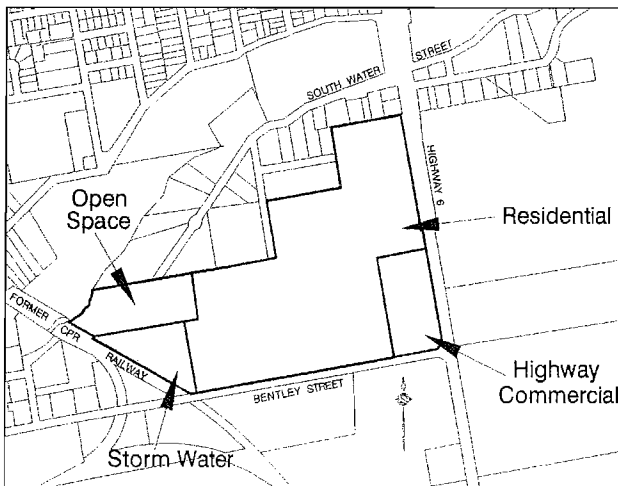 STREET
SOUTH WATER
HIGHWAY 6
Open
Space
Residential
FORMER
CPR
RAILWAY
Highway
Commercial
BENTLEY STREET
Storm Water